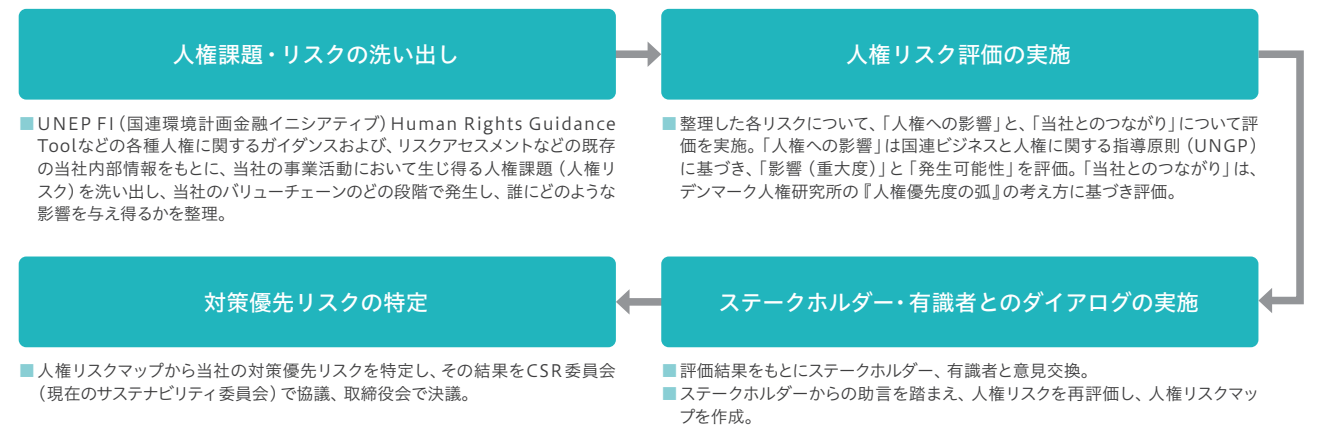 人権課題・リスクの洗い出し
■UNEP FI（国連環境計画金融イニシアティブ）Human Rights Guidance
Toolなどの各種人権に関するガイダンスおよび、リスクアセスメントなどの既存
の当社内部情報をもとに、当社の事業活動において生じ得る人権課題（人権リ
スク）を洗い出し、当社のバリューチェーンのどの段階で発生し、誰にどのような
影響を与え得るかを整理。
人権リスク評価の実施
■整理した各リスクについて、「人権への影響」と、「当社とのつながり」について評
価を実施。「人権への影響」は国連ビジネスと人権に関する指導原則（UNGP）
に基づき、「影響（重大度）」と「発生可能性」を評価。「当社とのつながり」は、
デンマーク人権研究所の『人権優先度の弧』の考え方に基づき評価。
ステークホルダー・有識者とのダイアログの実施
■評価結果をもとにステークホルダー、有識者と意見交換。
■ステークホルダーからの助言を踏まえ、人権リスクを再評価し、人権リスクマッ
プを作成。
対策優先リスクの特定
■人権リスクマップから当社の対策優先リスクを特定し、その結果をCSR委員会
（現在のサステナビリティ委員会）で協議、取締役会で決議。